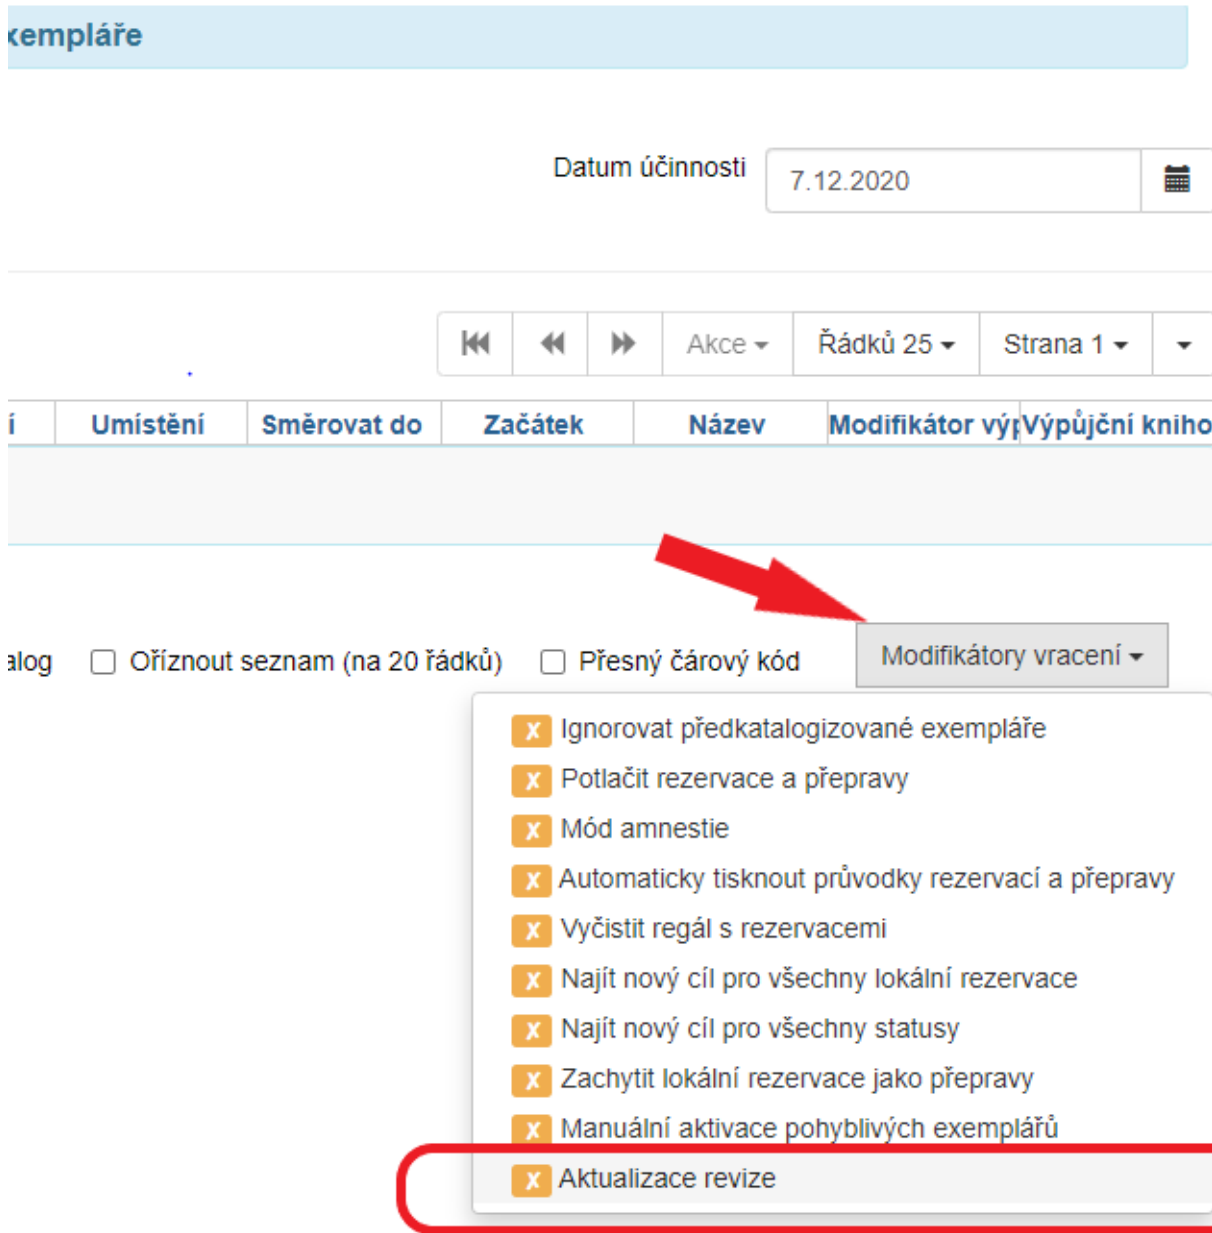 xempláře
Datum účinnosti 7.12.2020
Akce Řádků 25 Strana 1
í Umístění Směrovat do Začátek Název Modifikátor výp Výpůjční kniho
alog Oříznout seznam (na 20 řádků) Přesný čárový kód Modifikátory vracení
X Ignorovat předkatalogizované exempláře
X Potlačit rezervace a přepravy
X Mód amnestie
X Automaticky tisknout průvodky rezervací a přepravy
X Vyčistit regál s rezervacemi
X Najít nový cíl pro všechny lokální rezervace
X Najít nový cíl pro všechny statusy
X Zachytit lokální rezervace jako přepravy
X Manuální aktivace pohyblivých exemplářů
X Aktualizace revize